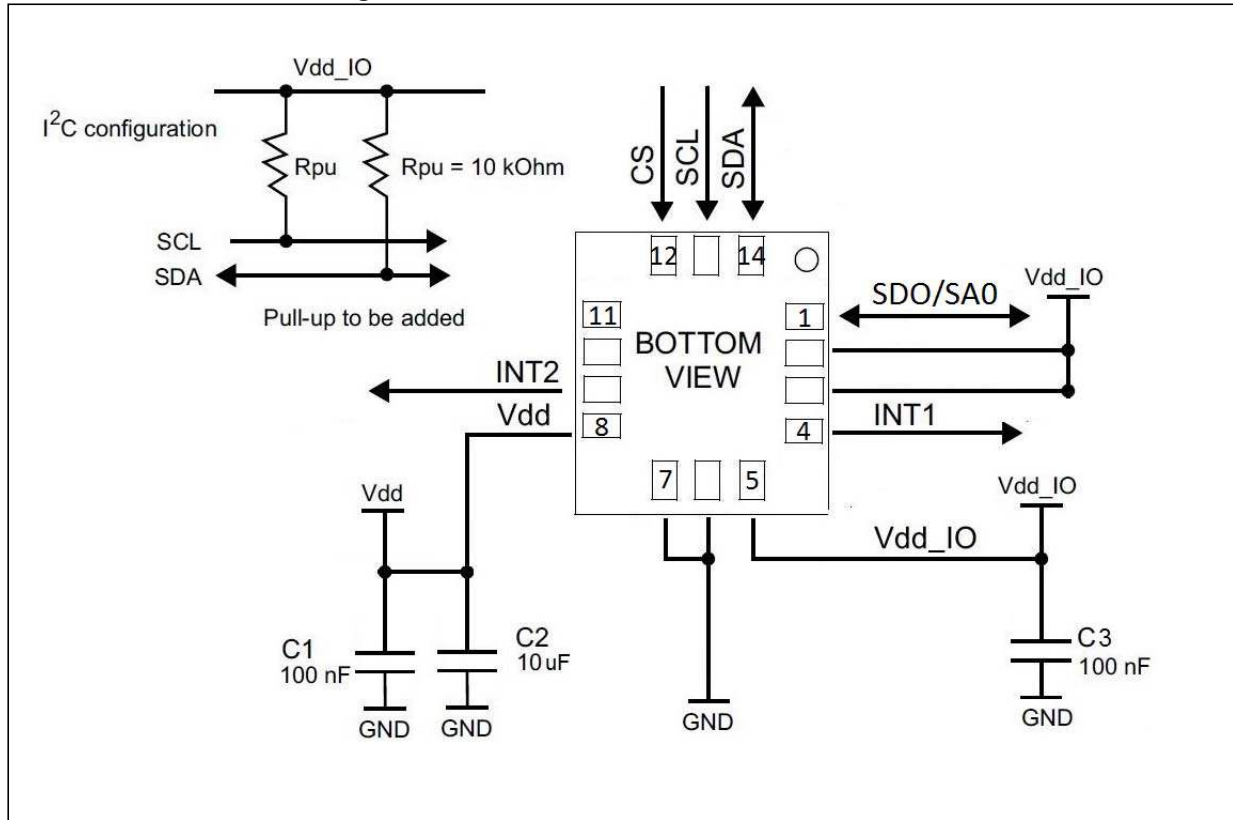 Vdd_IO
I²C configuration
Rpu
Rpu = 10 kOhm
SCL
SDA
Pull-up to be added
CS
SCL
SDA
12
14
11
1
BOTTOM
VIEW
8
4
7
5
SDO/SA0
Vdd_IO
INT2
Vdd
INT1
Vdd
Vdd_IO
Vdd_IO
C1
100 nF
C2
10 uF
C3
100 nF
GND
GND
GND
GND